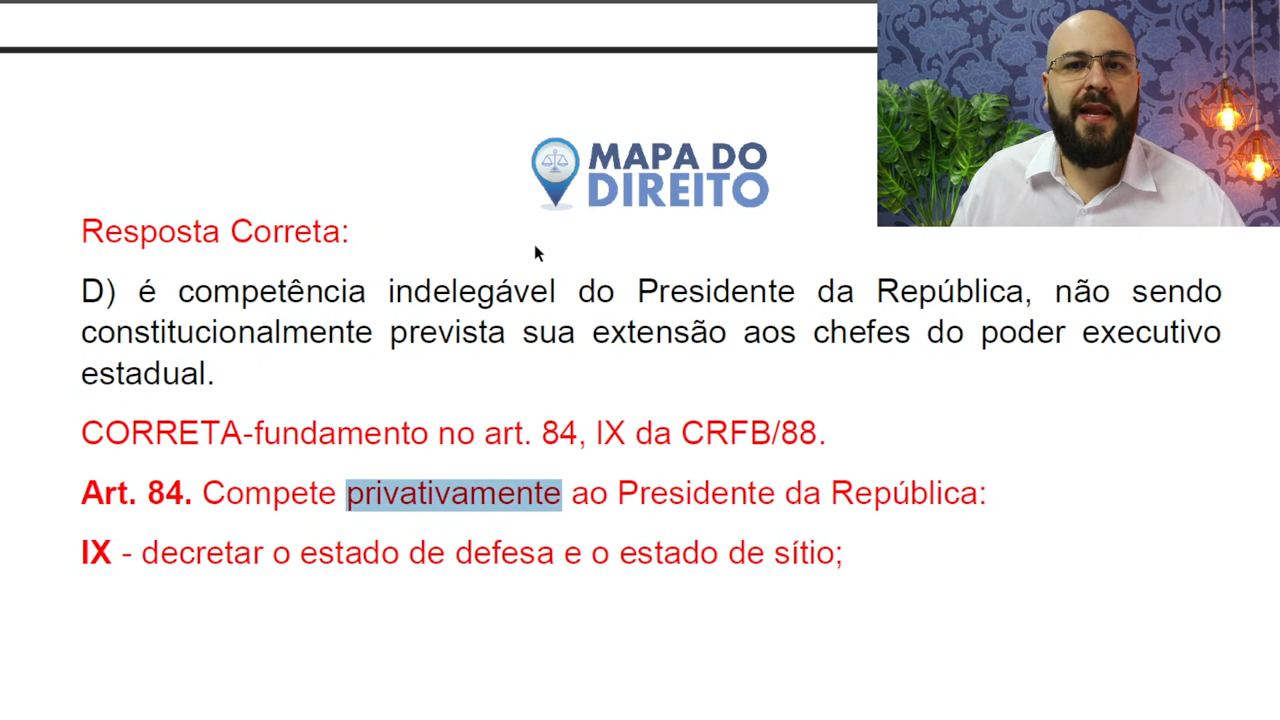 MAPA DO
DIREITO
Resposta Correta:
D) é competência indelegável do Presidente da República, não sendo
constitucionalmente prevista sua extensão aos chefes do poder executivo
estadual.
CORRETA-fundamento no art. 84, IX da CRFB/88.
Art. 84. Compete privativamente ao Presidente da República:
IX - decretar o estado de defesa e o estado de sítio;